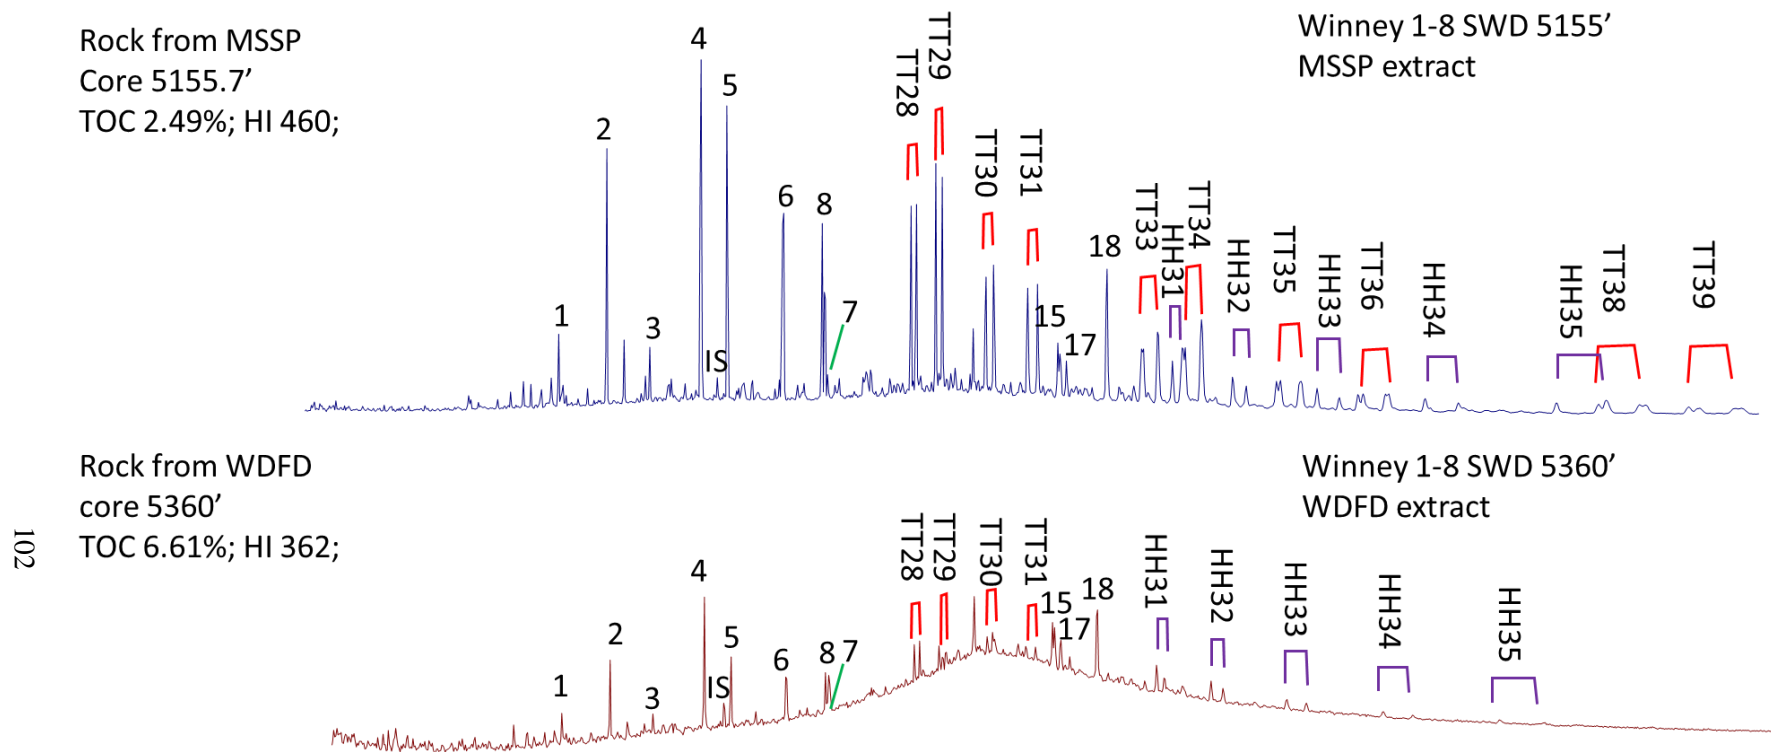 Rock from MSSP
Core 5155.7’
TOC 2.49%; HI 460;
Winney 1-8 SWD 5155’
MSSP extract
1
2
3
4
IS
5
6
8
7
TT28
TT29
TT30
TT31
15
17
18
TT33
HH31
TT34
HH32
TT35
HH33
TT36
HH34
HH35
TT38
TT39
Rock from WDFD
core 5360’
TOC 6.61%; HI 362;
Winney 1-8 SWD 5360’
WDFD extract
1
2
3
4
IS
5
6
8
7
TT28
TT29
TT30
TT31
15
17
18
HH31
HH32
HH33
HH34
HH35
102